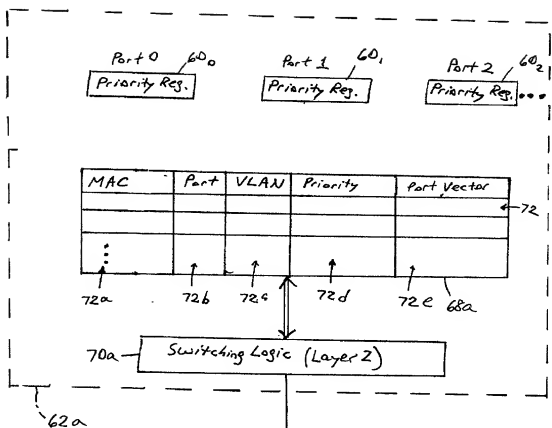 Port 0 60₀
Priority Reg.
Port 1 60₁
Priority Reg.
Port 2 60₂
Priority Reg. ...
MAC Port VLAN Priority Port Vector
72
72a 72b 72c 72d 72e 68a
70a Switching Logic (Layer 2)
62a